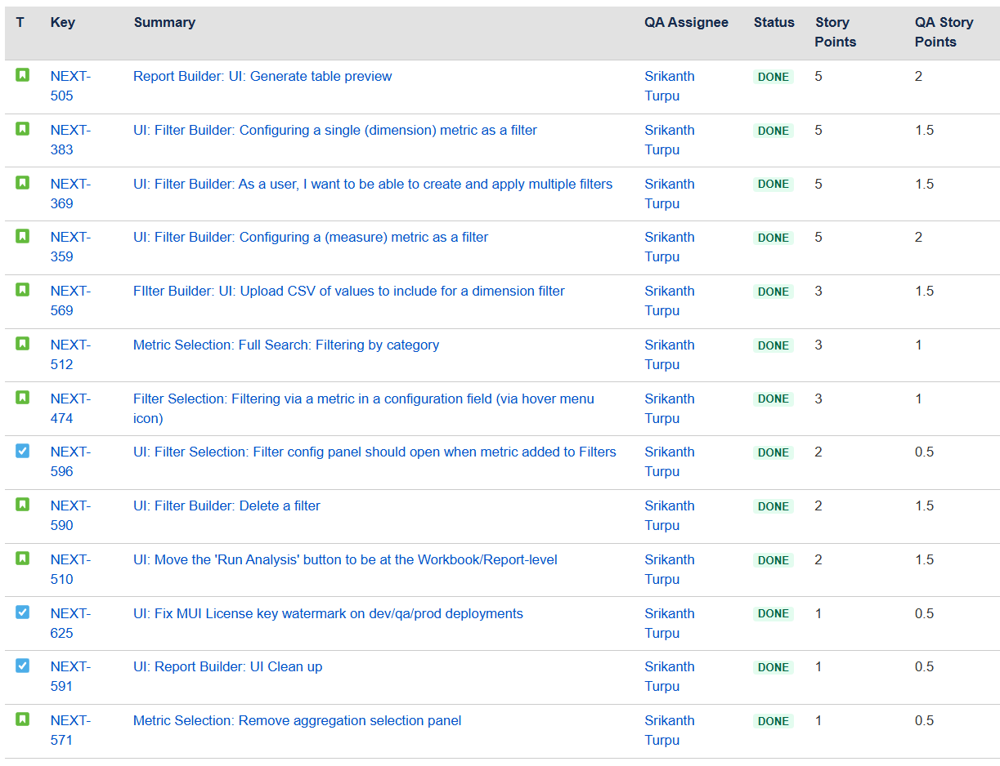 T Key Summary QA Assignee Status Story QA Story
Points Points
NEXT- Report Builder: UI: Generate table preview Srikanth DONE 5 2
505 Turpu
NEXT- UI: Filter Builder: Configuring a single (dimension) metric as a filter Srikanth DONE 5 1.5
383 Turpu
NEXT- UI: Filter Builder: As a user, I want to be able to create and apply multiple filters Srikanth DONE 5 1.5
369 Turpu
NEXT- UI: Filter Builder: Configuring a (measure) metric as a filter Srikanth DONE 5 2
359 Turpu
NEXT- FIlter Builder: UI: Upload CSV of values to include for a dimension filter Srikanth DONE 3 1.5
569 Turpu
NEXT- Metric Selection: Full Search: Filtering by category Srikanth DONE 3 1
512 Turpu
NEXT- Filter Selection: Filtering via a metric in a configuration field (via hover menu Srikanth DONE 3 1
474 icon) Turpu
NEXT- UI: Filter Selection: Filter config panel should open when metric added to Filters Srikanth DONE 2 0.5
596 Turpu
NEXT- UI: Filter Builder: Delete a filter Srikanth DONE 2 1.5
590 Turpu
NEXT- UI: Move the 'Run Analysis' button to be at the Workbook/Report-level Srikanth DONE 2 1.5
510 Turpu
NEXT- UI: Fix MUI License key watermark on dev/qa/prod deployments Srikanth DONE 1 0.5
625 Turpu
NEXT- UI: Report Builder: UI Clean up Srikanth DONE 1 0.5
591 Turpu
NEXT- Metric Selection: Remove aggregation selection panel Srikanth DONE 1 0.5
571 Turpu